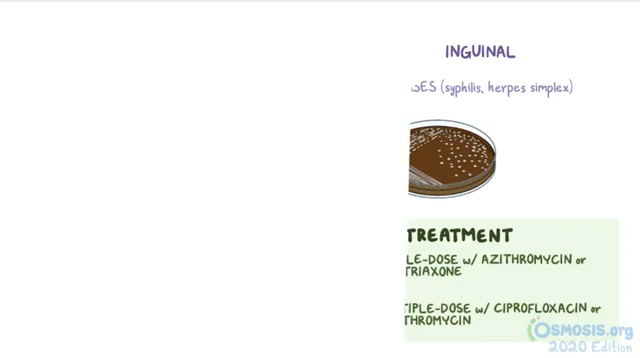 INGUINAL
ES (syphilis, herpes simplex)
TREATMENT
LE-DOSE w/ AZITHROMYCIN or
TRIAXONE
TIPLE-DOSE w/ CIPROFLOXACIN or
THROMYCIN
OSMOSIS.org
2020 Edition